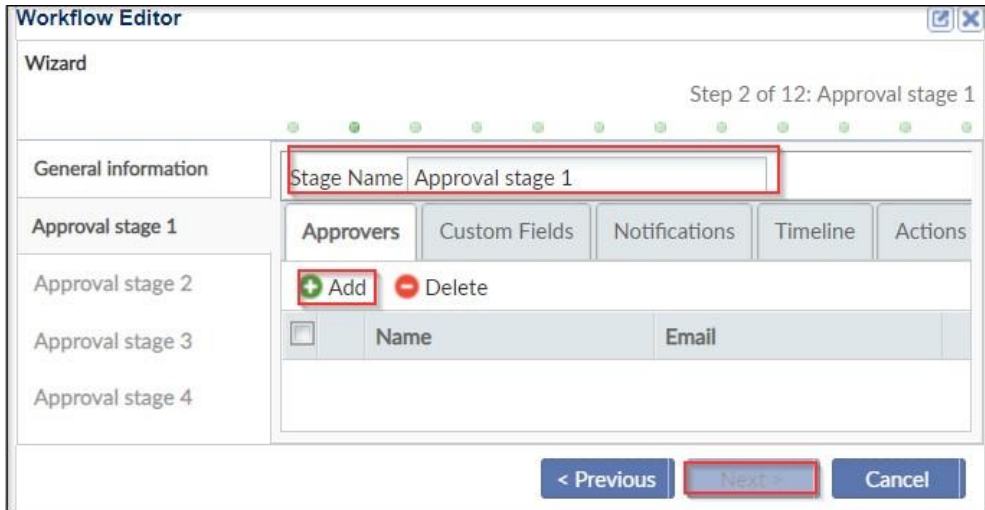 Workflow Editor
Wizard
Step 2 of 12: Approval stage 1
General information
Stage Name Approval stage 1
Approval stage 1
Approvers Custom Fields Notifications Timeline Actions
Approval stage 2
Add Delete
Approval stage 3
Name Email
Approval stage 4
< Previous Next > Cancel